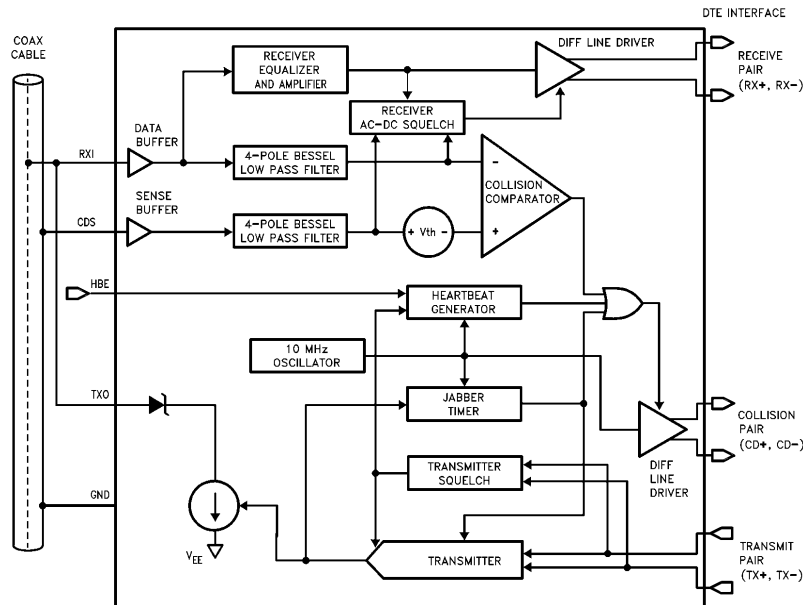 DTE INTERFACE
COAX
CABLE
RECEIVER
EQUALIZER
AND AMPLIFIER
DIFF LINE DRIVER
RECEIVE
PAIR
(RX+, RX−)
RECEIVER
AC-DC SQUELCH
DATA
BUFFER
RXI
4-POLE BESSEL
LOW PASS FILTER
−
COLLISION
COMPARATOR
SENSE
BUFFER
CDS
4-POLE BESSEL
LOW PASS FILTER
+ Vth −
+
HBE
HEARTBEAT
GENERATOR
10 MHz
OSCILLATOR
TXO
JABBER
TIMER
COLLISION
PAIR
(CD+, CD−)
DIFF
LINE
DRIVER
TRANSMITTER
SQUELCH
GND
VEE
TRANSMITTER
TRANSMIT
PAIR
(TX+, TX−)